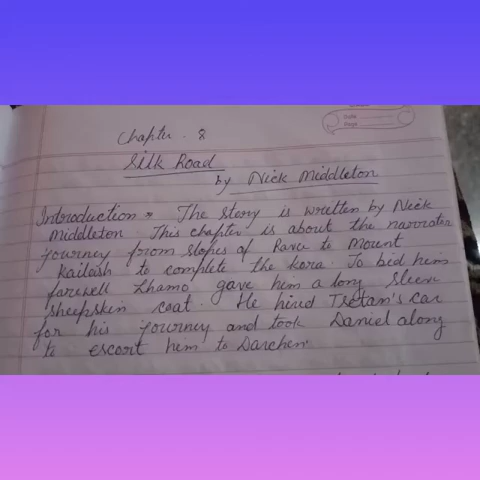 Chapter . 8
Silk Road
by Nick Middleton
Introduction The story is written by Nick
Middleton. This chapter is about the narrator
journey from slopes of Ravu to Mount
Kailash to complete the kora. To bid him
farewell Lhamo gave him a long sleeve
sheepskin coat. He hired Tsetan's car
for his journey and took Daniel along
to escort him to Darchen.